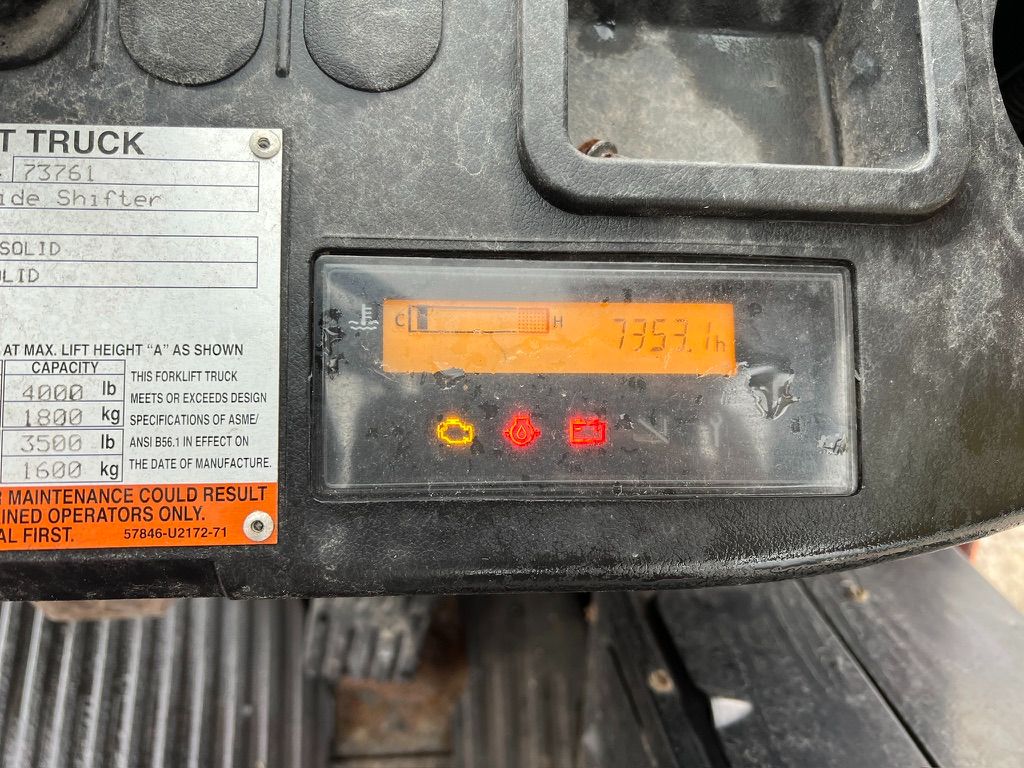 T TRUCK
73761
ide Shifter
SOLID
OLID
AT MAX. LIFT HEIGHT "A" AS SHOWN
CAPACITY
4000 lb
1800 kg
3500 lb
1600 kg
THIS FORKLIFT TRUCK
MEETS OR EXCEEDS DESIGN
SPECIFICATIONS OF ASME/
ANSI B56.1 IN EFFECT ON
THE DATE OF MANUFACTURE.
R MAINTENANCE COULD RESULT
INED OPERATORS ONLY.
AL FIRST.
57846-U2172-71
C H 7353.1h